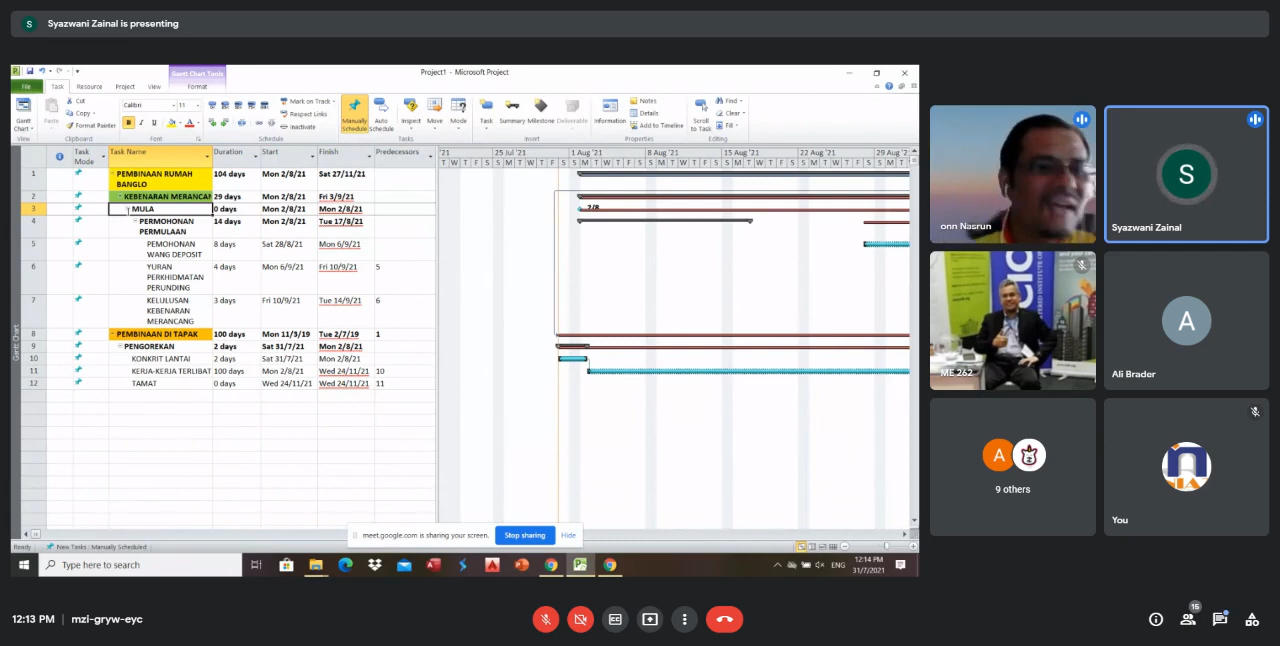 S Syazwani Zainal is presenting
Gantt Chart Tools
Project1 - Microsoft Project
File Task Resource Project View Format
Gantt Chart
Paste
Cut
Copy
Format Painter
Calibri 11
B I U A
Mark on Track
Respect Links
Inactivate
Manually Schedule
Auto Schedule
Inspect Move Mode
Task Summary Milestone Deliverable
Information
Notes
Details
Add to Timeline
Scroll to Task
Find
Clear
Fill
View Clipboard Font Schedule Tasks Insert Properties Editing
Task Mode Task Name Duration Start Finish Predecessors
'21 25 Jul '21 1 Aug '21 8 Aug '21 15 Aug '21 22 Aug '21 29 Aug '2
T W T F S S M T W T F S S M T W T F S S M T W T F S S M T W T F S S M T W T F S S M T
1 PEMBINAAN RUMAH BANGLO 104 days Mon 2/8/21 Sat 27/11/21
2 KEBENARAN MERANCAN 29 days Mon 2/8/21 Fri 3/9/21
3 MULA 0 days Mon 2/8/21 Mon 2/8/21
2/8
4 PERMOHONAN PERMULAAN 14 days Mon 2/8/21 Tue 17/8/21
5 PEMOHONAN WANG DEPOSIT 8 days Sat 28/8/21 Mon 6/9/21
6 YURAN PERKHIDMATAN PERUNDING 4 days Mon 6/9/21 Fri 10/9/21 5
7 KELULUSAN KEBENARAN MERANCANG 3 days Fri 10/9/21 Tue 14/9/21 6
8 PEMBINAAN DI TAPAK 100 days Mon 11/3/19 Tue 2/7/19 1
9 PENGOREKAN 2 days Sat 31/7/21 Mon 2/8/21
10 KONKRIT LANTAI 2 days Sat 31/7/21 Mon 2/8/21
11 KERJA-KERJA TERLIBAT 100 days Mon 2/8/21 Wed 24/11/21 10
12 TAMAT 0 days Wed 24/11/21 Wed 24/11/21 11
Gantt Chart
meet.google.com is sharing your screen. Stop sharing Hide
Ready New Tasks : Manually Scheduled
Type here to search
ENG
12:14 PM
31/7/2021
onn Nasrun
S
Syazwani Zainal
ME 262
A
Ali Brader
A
9 others
You
12:13 PM | mzi-gryw-eyc
15